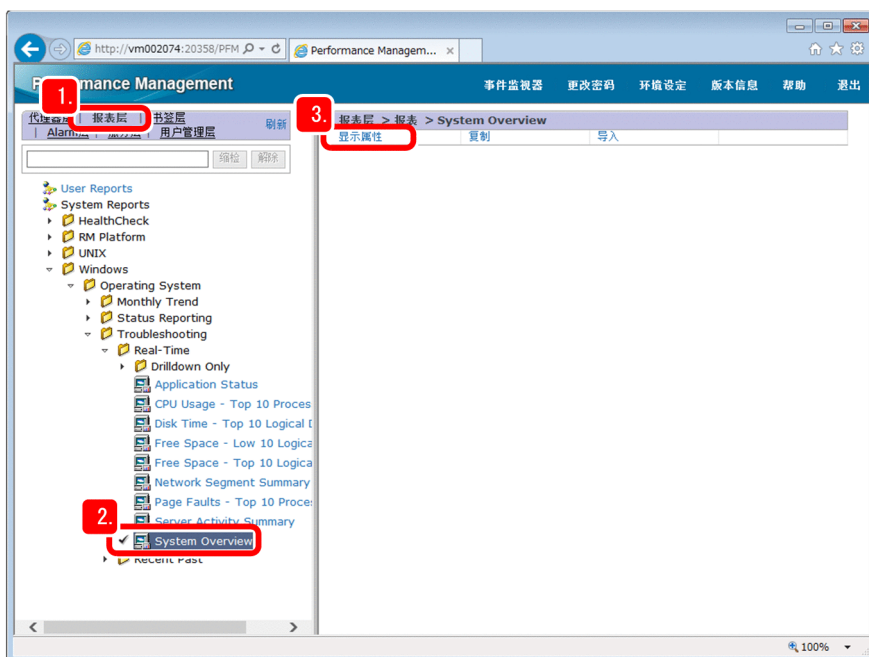 http://vm002074:20358/PFM
Performance Managem...
Performance Management
事件监视器 更改密码 环境设定 版本信息 帮助 退出
1.
代理器层 | 报表层 | 书签层
| Alarm层 | 服务层 | 用户管理层
刷新
缩检 解除
3.
报表层 > 报表 > System Overview
显示属性 复制 导入
User Reports
System Reports
HealthCheck
RM Platform
UNIX
Windows
Operating System
Monthly Trend
Status Reporting
Troubleshooting
Real-Time
Drilldown Only
Application Status
CPU Usage - Top 10 Proces
Disk Time - Top 10 Logical D
Free Space - Low 10 Logica
Free Space - Top 10 Logica
Network Segment Summary
Page Faults - Top 10 Proces
Server Activity Summary
2.
System Overview
Recent Past
100%